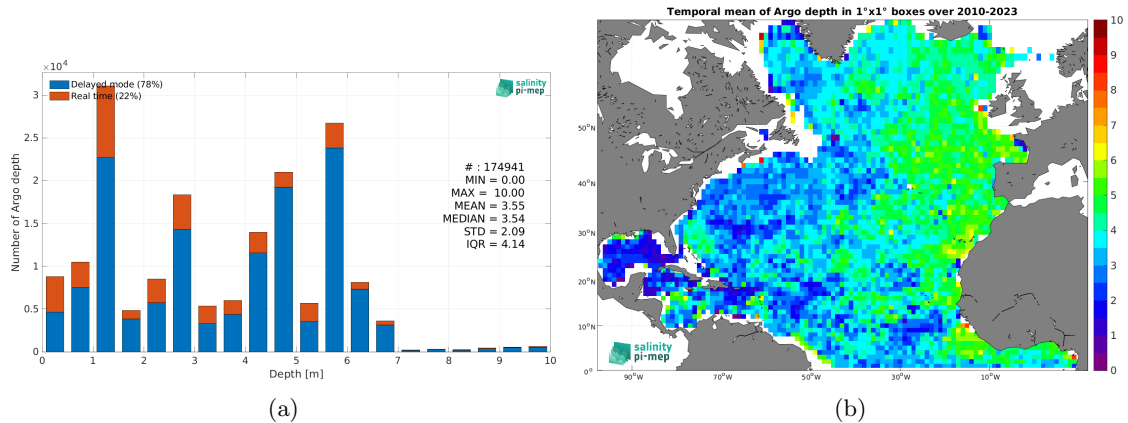 Temporal mean of Argo depth in 1°x1° boxes over 2010-2023
×10⁴
Delayed mode (78%)
Real time (22%)
salinity
pi-mep
# : 174941
MIN = 0.00
MAX = 10.00
MEAN = 3.55
MEDIAN = 3.54
STD = 2.09
IQR = 4.14
Number of Argo depth
3
2.5
2
1.5
1
0.5
0
0 1 2 3 4 5 6 7 8 9 10
Depth [m]
(a)
50°N
40°N
30°N
20°N
10°N
0°
90°W 70°W 50°W 30°W 10°W
salinity
pi-mep
10
9
8
7
6
5
4
3
2
1
0
(b)